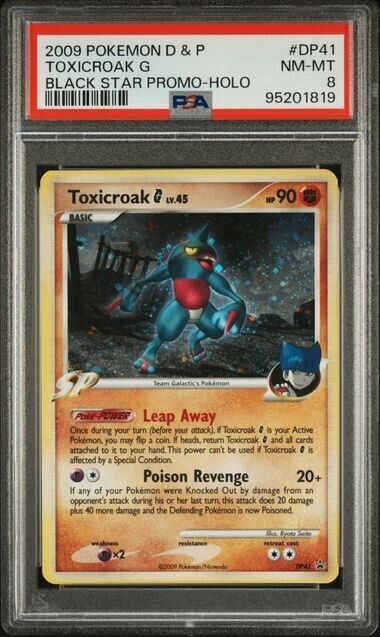 2009 POKEMON D & P #DP41
TOXICROAK G NM-MT
BLACK STAR PROMO-HOLO 8
PSA 95201819
Toxicroak G LV.45 HP 90
BASIC
SP
Team Galactic's Pokémon
Poké-POWER Leap Away
Once during your turn (before your attack), if Toxicroak G is your Active
Pokémon, you may flip a coin. If heads, return Toxicroak G and all cards
attached to it to your hand. This power can't be used if Toxicroak G is
affected by a Special Condition.
Poison Revenge 20+
If any of your Pokémon were Knocked Out by damage from an
opponent's attack during his or her last turn, this attack does 20 damage
plus 40 more damage and the Defending Pokémon is now Poisoned.
Illus. Kyota Saito
weakness resistance retreat cost
×2
©2009 Pokémon/Nintendo DP41
PSA